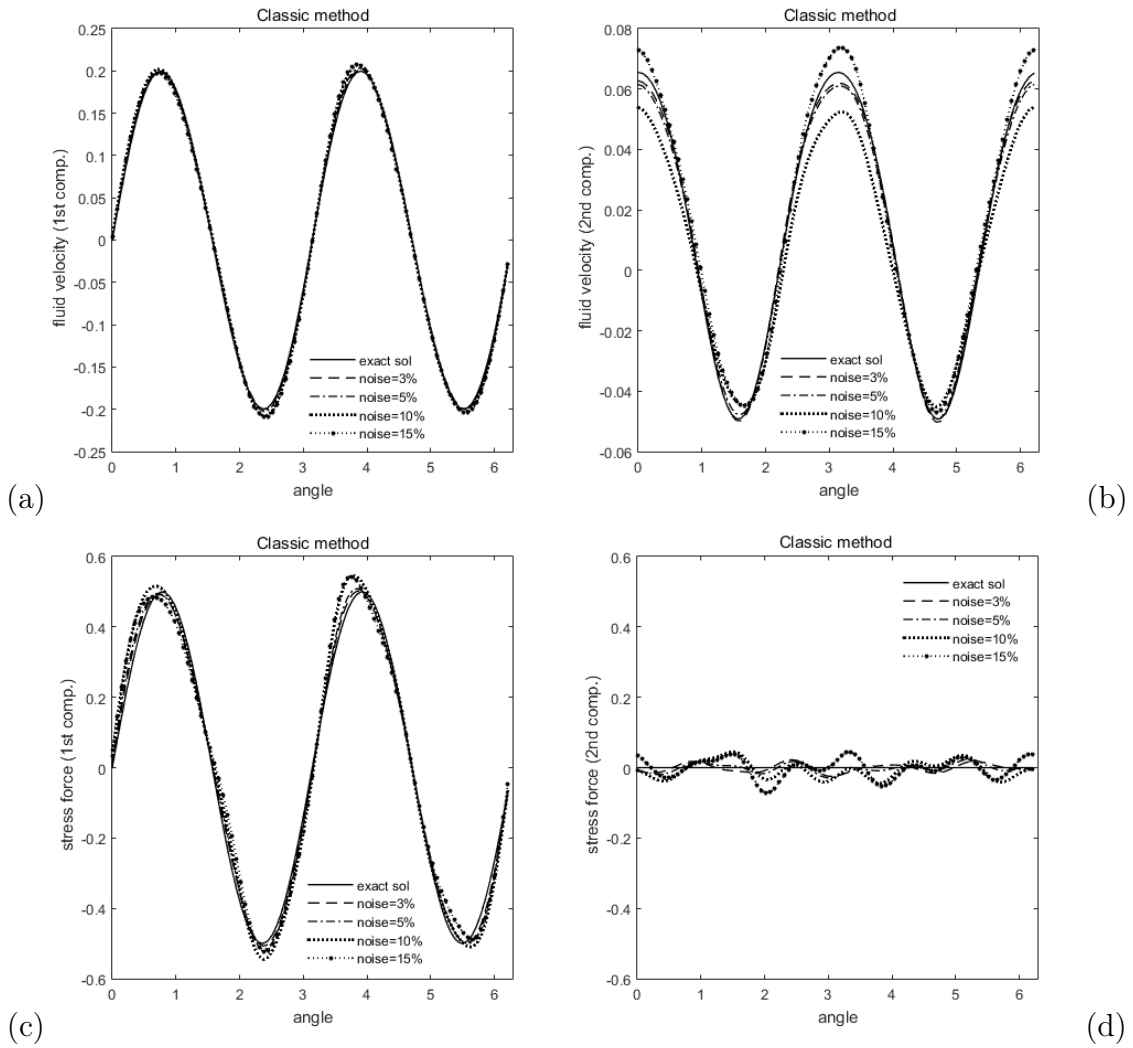 Classic method
0.25
0.2
0.15
0.1
0.05
0
-0.05
-0.1
-0.15
-0.2
-0.25
fluid velocity (1st comp.)
exact sol
noise=3%
noise=5%
noise=10%
noise=15%
0 1 2 3 4 5 6
angle
(a)
Classic method
0.08
0.06
0.04
0.02
0
-0.02
-0.04
-0.06
fluid velocity (2nd comp.)
exact sol
noise=3%
noise=5%
noise=10%
noise=15%
0 1 2 3 4 5 6
angle
(b)
Classic method
0.6
0.4
0.2
0
-0.2
-0.4
-0.6
stress force (1st comp.)
exact sol
noise=3%
noise=5%
noise=10%
noise=15%
0 1 2 3 4 5 6
angle
(c)
Classic method
0.6
0.4
0.2
0
-0.2
-0.4
-0.6
stress force (2nd comp.)
exact sol
noise=3%
noise=5%
noise=10%
noise=15%
0 1 2 3 4 5 6
angle
(d)